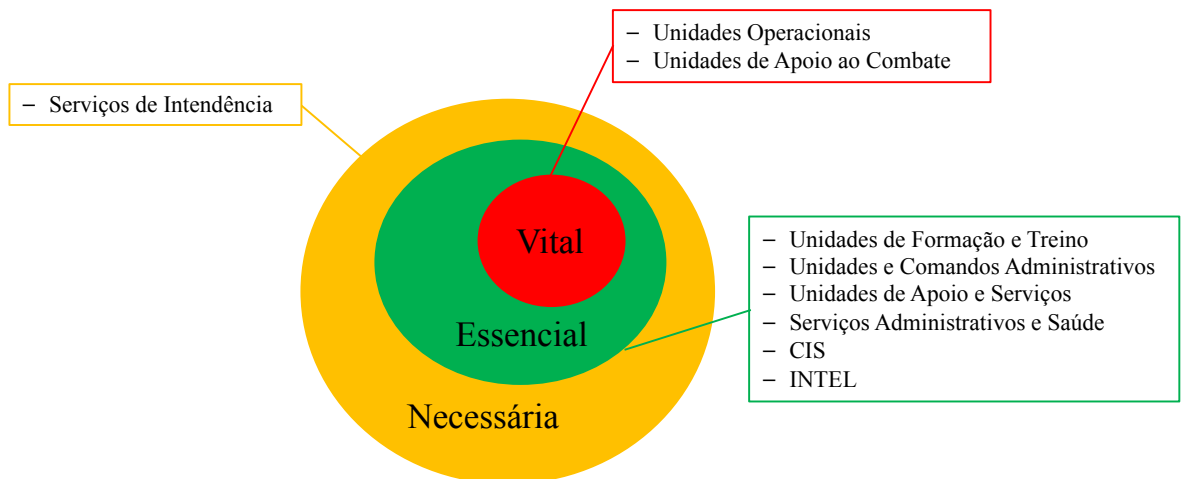 – Unidades Operacionais
– Unidades de Apoio ao Combate
– Serviços de Intendência
Vital
– Unidades de Formação e Treino
– Unidades e Comandos Administrativos
– Unidades de Apoio e Serviços
– Serviços Administrativos e Saúde
– CIS
– INTEL
Essencial
Necessária